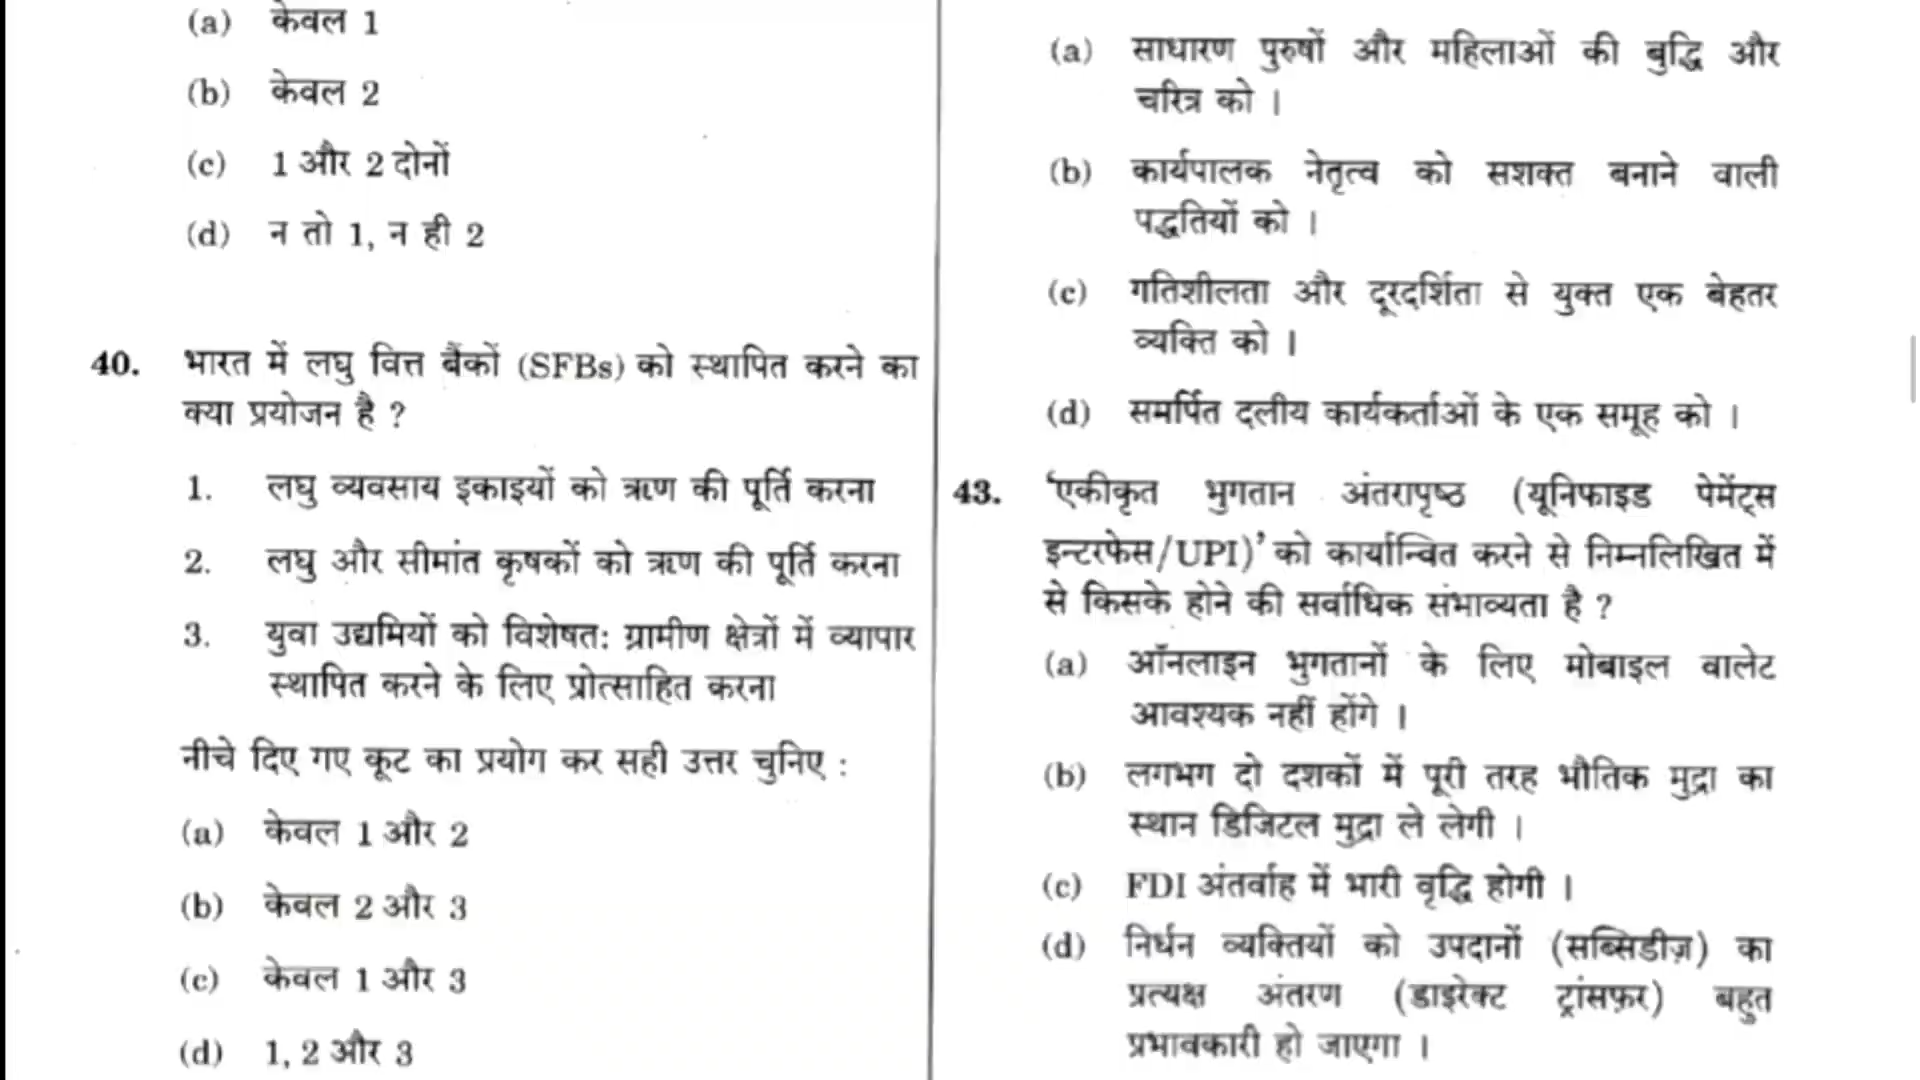 (a) केवल 1
(b) केवल 2
(c) 1 और 2 दोनों
(d) न तो 1, न ही 2
40. भारत में लघु वित्त बैंकों (SFBs) को स्थापित करने का
क्या प्रयोजन है ?
1. लघु व्यवसाय इकाइयों को ऋण की पूर्ति करना
2. लघु और सीमांत कृषकों को ऋण की पूर्ति करना
3. युवा उद्यमियों को विशेषतः ग्रामीण क्षेत्रों में व्यापार
स्थापित करने के लिए प्रोत्साहित करना
नीचे दिए गए कूट का प्रयोग कर सही उत्तर चुनिए :
(a) केवल 1 और 2
(b) केवल 2 और 3
(c) केवल 1 और 3
(d) 1, 2 और 3
(a) साधारण पुरुषों और महिलाओं की बुद्धि और
चरित्र को ।
(b) कार्यपालक नेतृत्व को सशक्त बनाने वाली
पद्धतियों को ।
(c) गतिशीलता और दूरदर्शिता से युक्त एक बेहतर
व्यक्ति को ।
(d) समर्पित दलीय कार्यकर्ताओं के एक समूह को ।
43. 'एकीकृत भुगतान अंतरापृष्ठ (यूनिफाइड पेमेंट्स
इन्टरफेस/UPI)' को कार्यान्वित करने से निम्नलिखित में
से किसके होने की सर्वाधिक संभाव्यता है ?
(a) ऑनलाइन भुगतानों के लिए मोबाइल वालेट
आवश्यक नहीं होंगे ।
(b) लगभग दो दशकों में पूरी तरह भौतिक मुद्रा का
स्थान डिजिटल मुद्रा ले लेगी ।
(c) FDI अंतर्वाह में भारी वृद्धि होगी ।
(d) निर्धन व्यक्तियों को उपदानों (सब्सिडीज़) का
प्रत्यक्ष अंतरण (डाइरेक्ट ट्रांसफ़र) बहुत
प्रभावकारी हो जाएगा ।